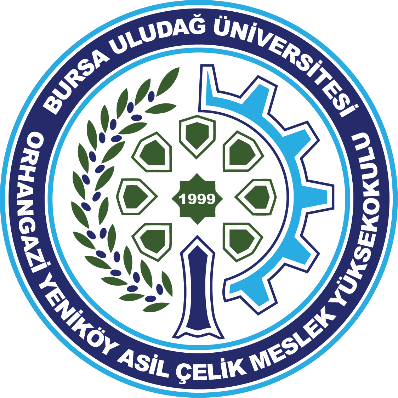 BURSA ULUDAĞ ÜNİVERSİTESİ
ORHANGAZİ YENİKÖY ASİL ÇELİK MESLEK YÜKSEKOKULU
1999